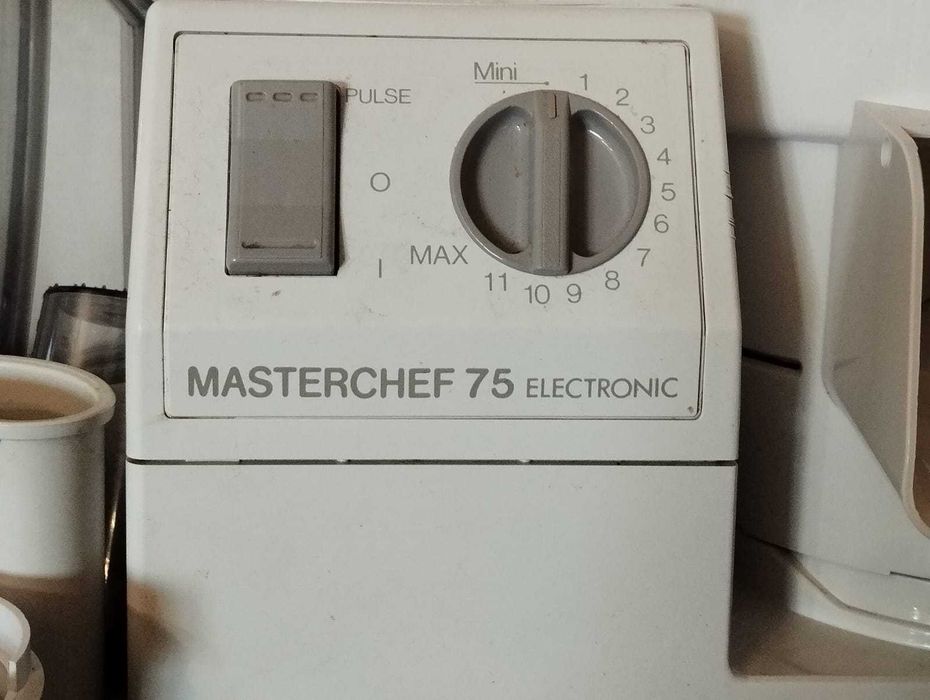 PULSE
O
I
Mini
1
2
3
4
5
6
7
8
9
10
11
MAX
MASTERCHEF 75 ELECTRONIC